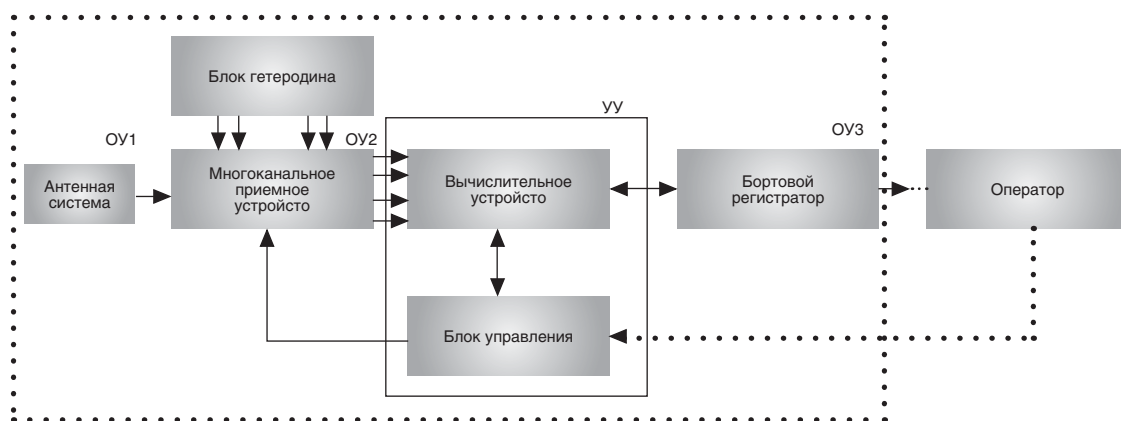 Блок гетеродина
УУ
ОУ1
ОУ2
ОУ3
Антенная
система
Многоканальное
приемное
устройсто
Вычислительное
устройсто
Бортовой
регистратор
Оператор
Блок управления